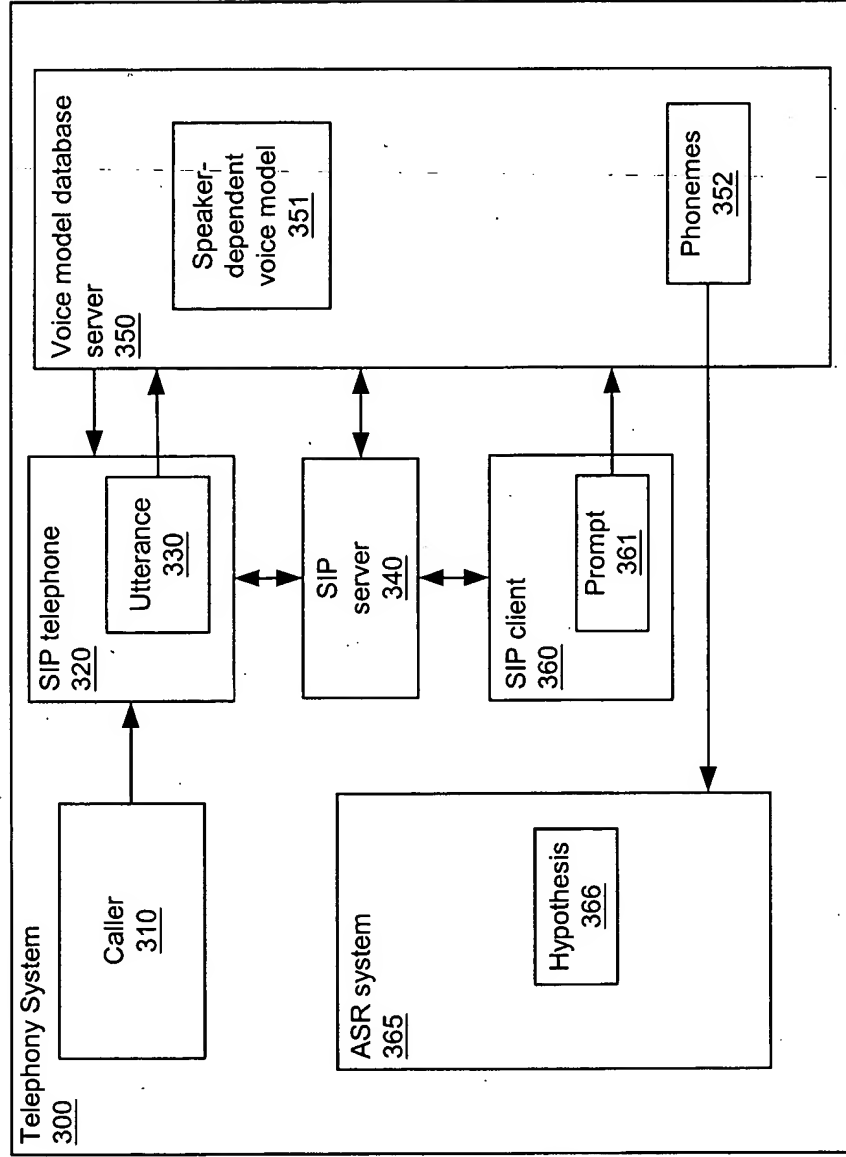 Telephony System
300
Caller
310
SIP telephone
320
Utterance
330
Voice model database
server
350
Speaker-
dependent
voice model
351
SIP
server
340
ASR system
365
Hypothesis
366
SIP client
360
Prompt
361
Phonemes
352